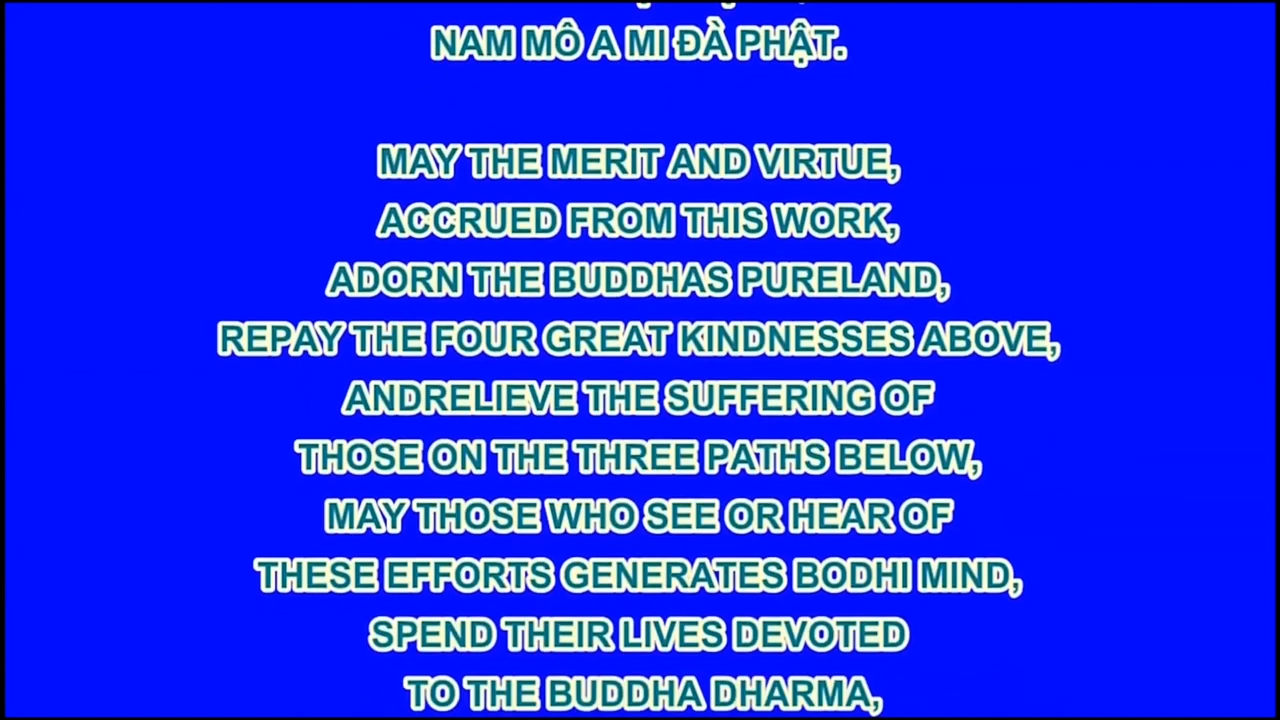 NAM MÔ A MI ĐÀ PHẬT.
MAY THE MERIT AND VIRTUE,
ACCRUED FROM THIS WORK,
ADORN THE BUDDHAS PURELAND,
REPAY THE FOUR GREAT KINDNESSES ABOVE,
ANDRELIEVE THE SUFFERING OF
THOSE ON THE THREE PATHS BELOW,
MAY THOSE WHO SEE OR HEAR OF
THESE EFFORTS GENERATES BODHI MIND,
SPEND THEIR LIVES DEVOTED
TO THE BUDDHA DHARMA,